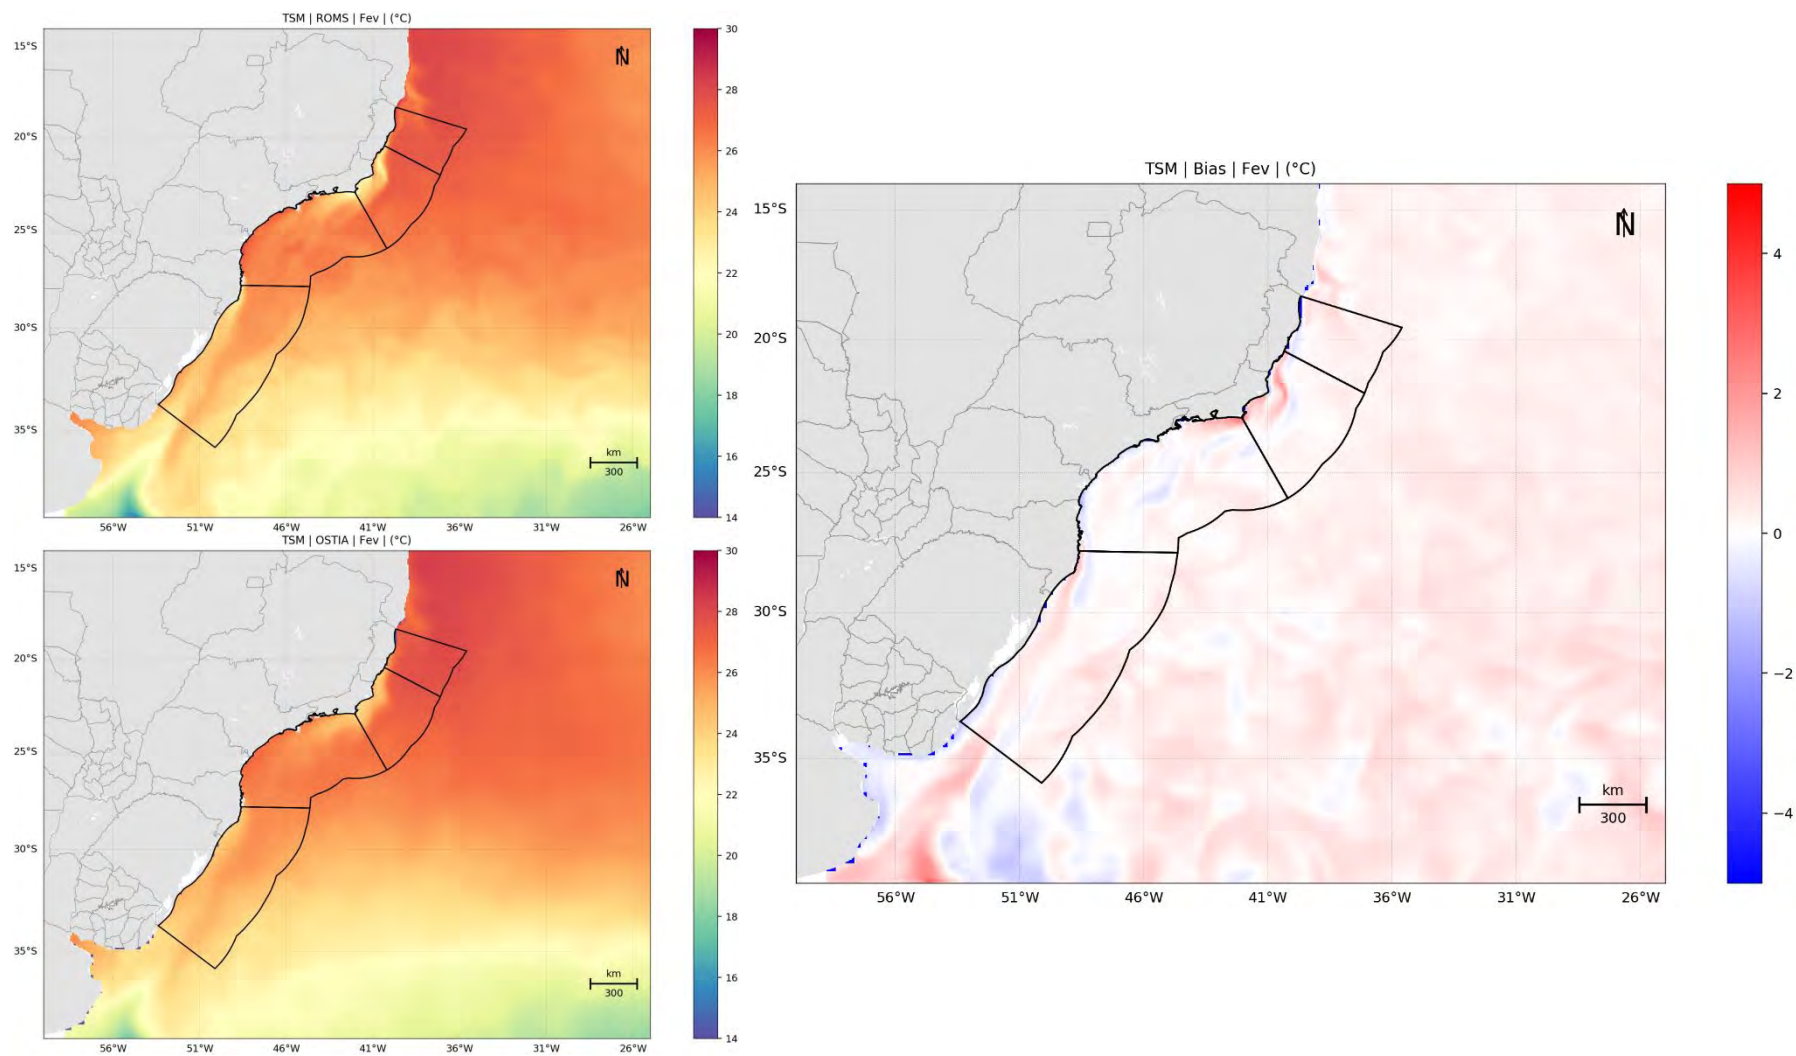 TSM | ROMS | Fev | (°C)
15°S
20°S
25°S
30°S
35°S
N
km
300
56°W 51°W 46°W 41°W 36°W 31°W 26°W
30
28
26
24
22
20
18
16
14
TSM | OSTIA | Fev | (°C)
15°S
20°S
25°S
30°S
35°S
N
km
300
56°W 51°W 46°W 41°W 36°W 31°W 26°W
30
28
26
24
22
20
18
16
14
TSM | Bias | Fev | (°C)
15°S
20°S
25°S
30°S
35°S
N
km
300
56°W 51°W 46°W 41°W 36°W 31°W 26°W
4
2
0
−2
−4